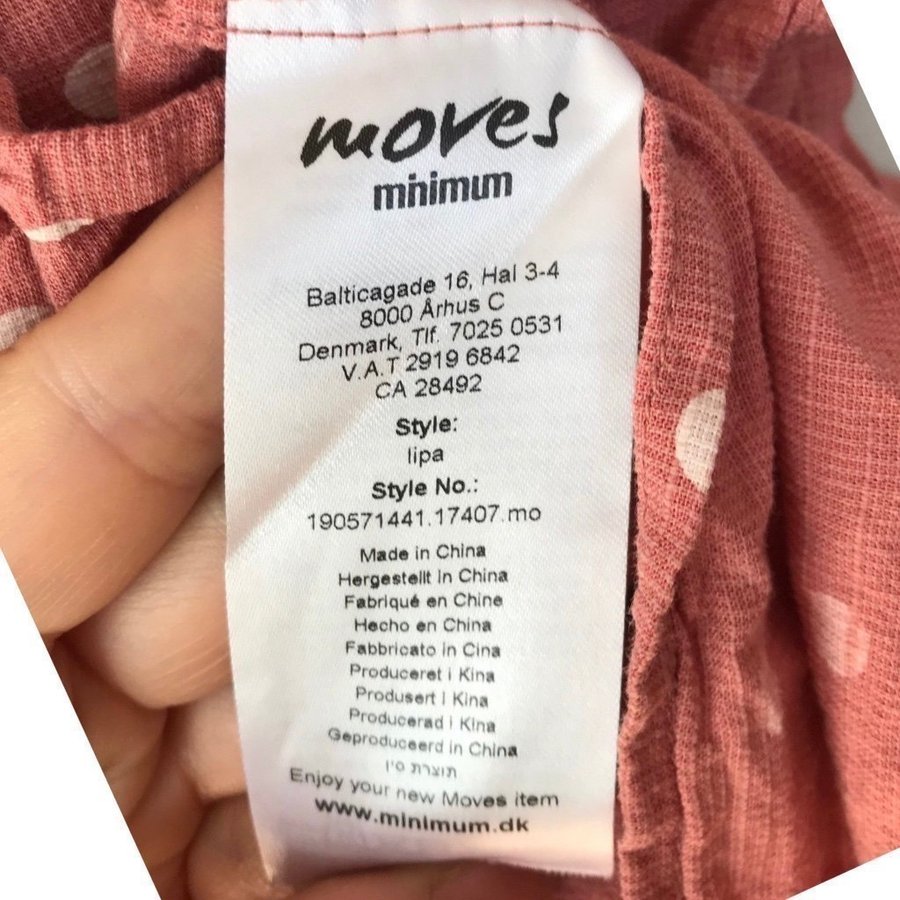 moves
minimum
Balticagade 16, Hal 3-4
8000 Århus C
Denmark, Tlf. 7025 0531
V.A.T 2919 6842
CA 28492
Style:
lipa
Style No.:
190571441.17407.mo
Made in China
Hergestellt in China
Fabriqué en Chine
Hecho en China
Fabbricato in Cina
Produceret i Kina
Produsert i Kina
Producerad i Kina
Geproduceerd in China
תוצרת סין
Enjoy your new Moves item
www.minimum.dk